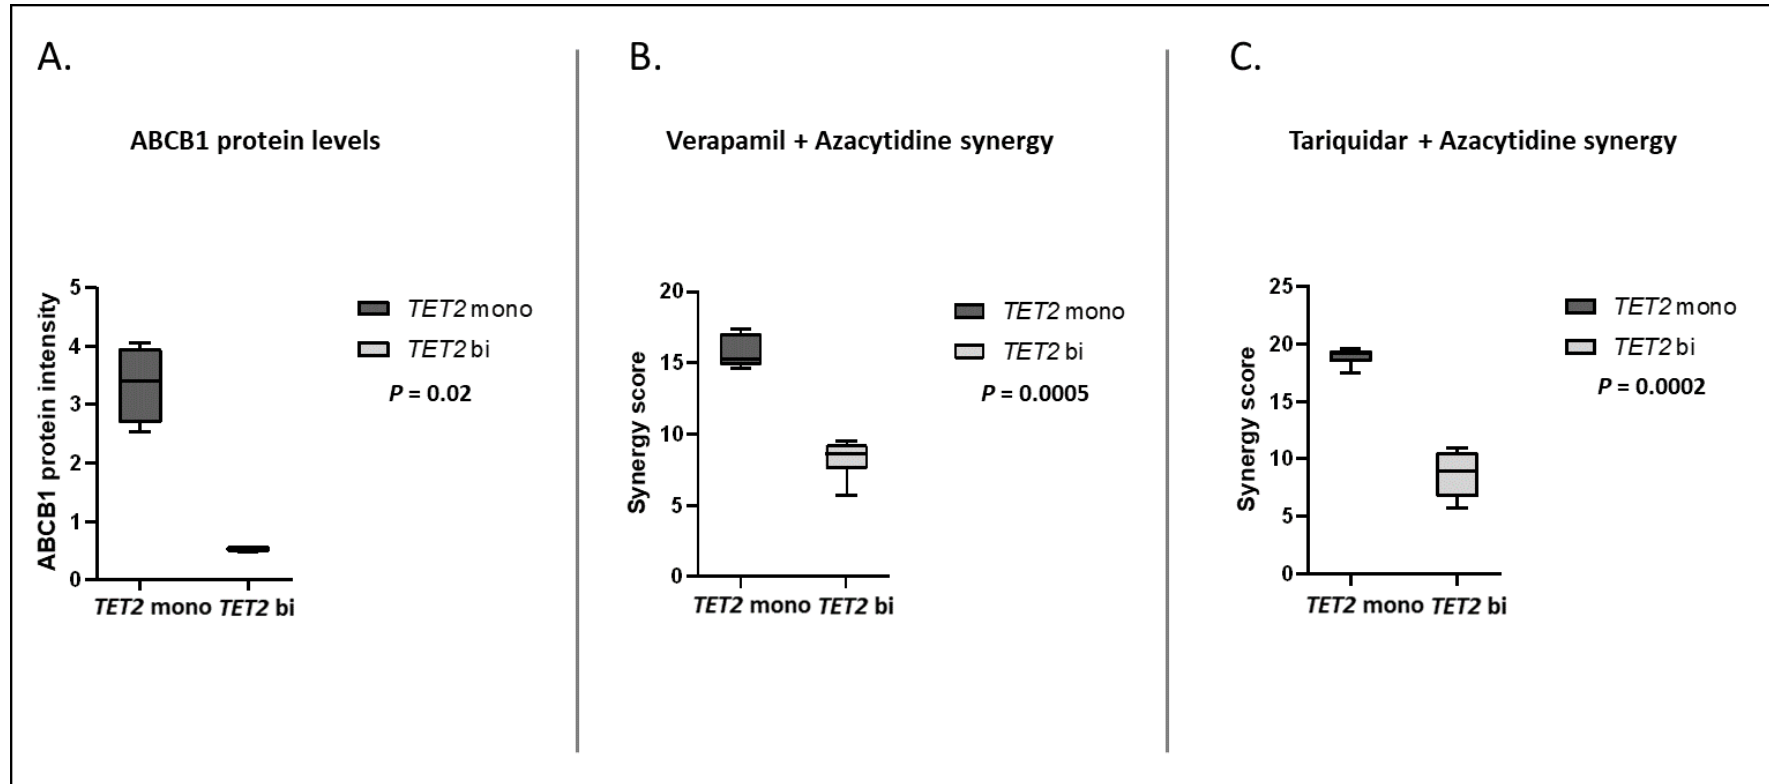 A.
ABCB1 protein levels
ABCB1 protein intensity
5
4
3
2
1
0
TET2 mono TET2 bi
TET2 mono
TET2 bi
P = 0.02
B.
Verapamil + Azacytidine synergy
Synergy score
20
15
10
5
0
TET2 mono TET2 bi
TET2 mono
TET2 bi
P = 0.0005
C.
Tariquidar + Azacytidine synergy
Synergy score
25
20
15
10
5
0
TET2 mono TET2 bi
TET2 mono
TET2 bi
P = 0.0002